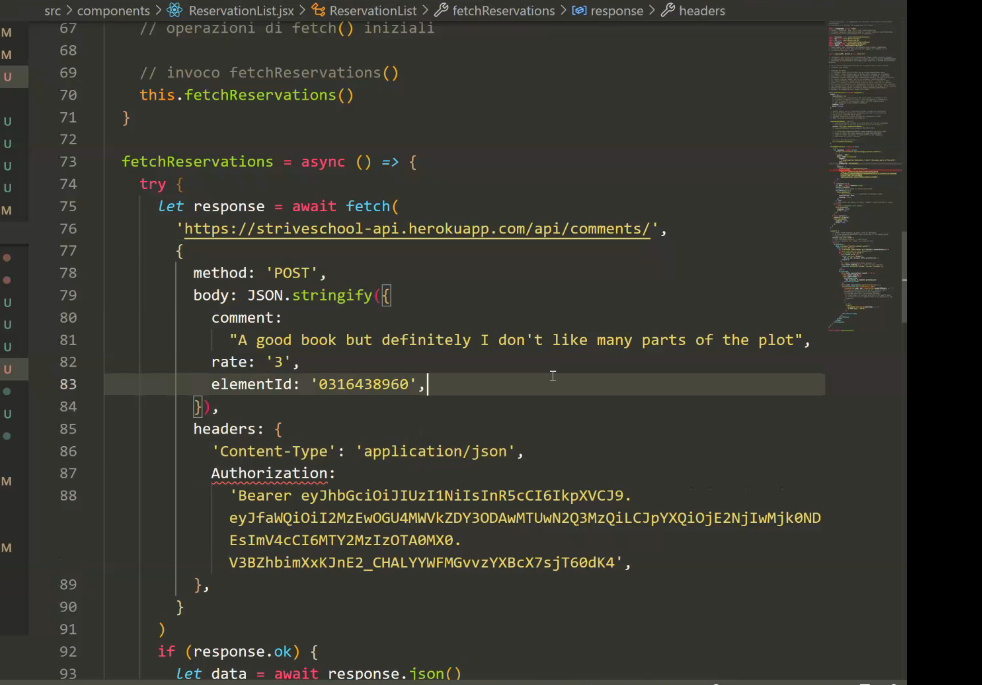 src > components > ReservationList.jsx > ReservationList > fetchReservations > response > headers
67 // operazioni di fetch() iniziali
68
69 // invoco fetchReservations()
70 this.fetchReservations()
71 }
72
73 fetchReservations = async () => {
74 try {
75 let response = await fetch(
76 'https://striveschool-api.herokuapp.com/api/comments/',
77 {
78 method: 'POST',
79 body: JSON.stringify({
80 comment:
81 "A good book but definitely I don't like many parts of the plot",
82 rate: '3',
83 elementId: '0316438960',
84 }),
85 headers: {
86 'Content-Type': 'application/json',
87 Authorization:
88 'Bearer eyJhbGciOiJIUzI1NiIsInR5cCI6IkpXVCJ9.
eyJfaWQiOiI2MzEwOGU4MWVkZDY3ODAwMTUwN2Q3MzQiLCJpYXQiOjE2NjIwMjk0ND
EsImV4cCI6MTY2MzIzOTA0MX0.
V3BZhbimXxKJnE2_CHALYYWFMGvvzYXBcX7sjT60dK4',
89 },
90 }
91 )
92 if (response.ok) {
93 let data = await response.json()
M
M
U
U
U
U
U
M
U
U
U
U
U
M
M